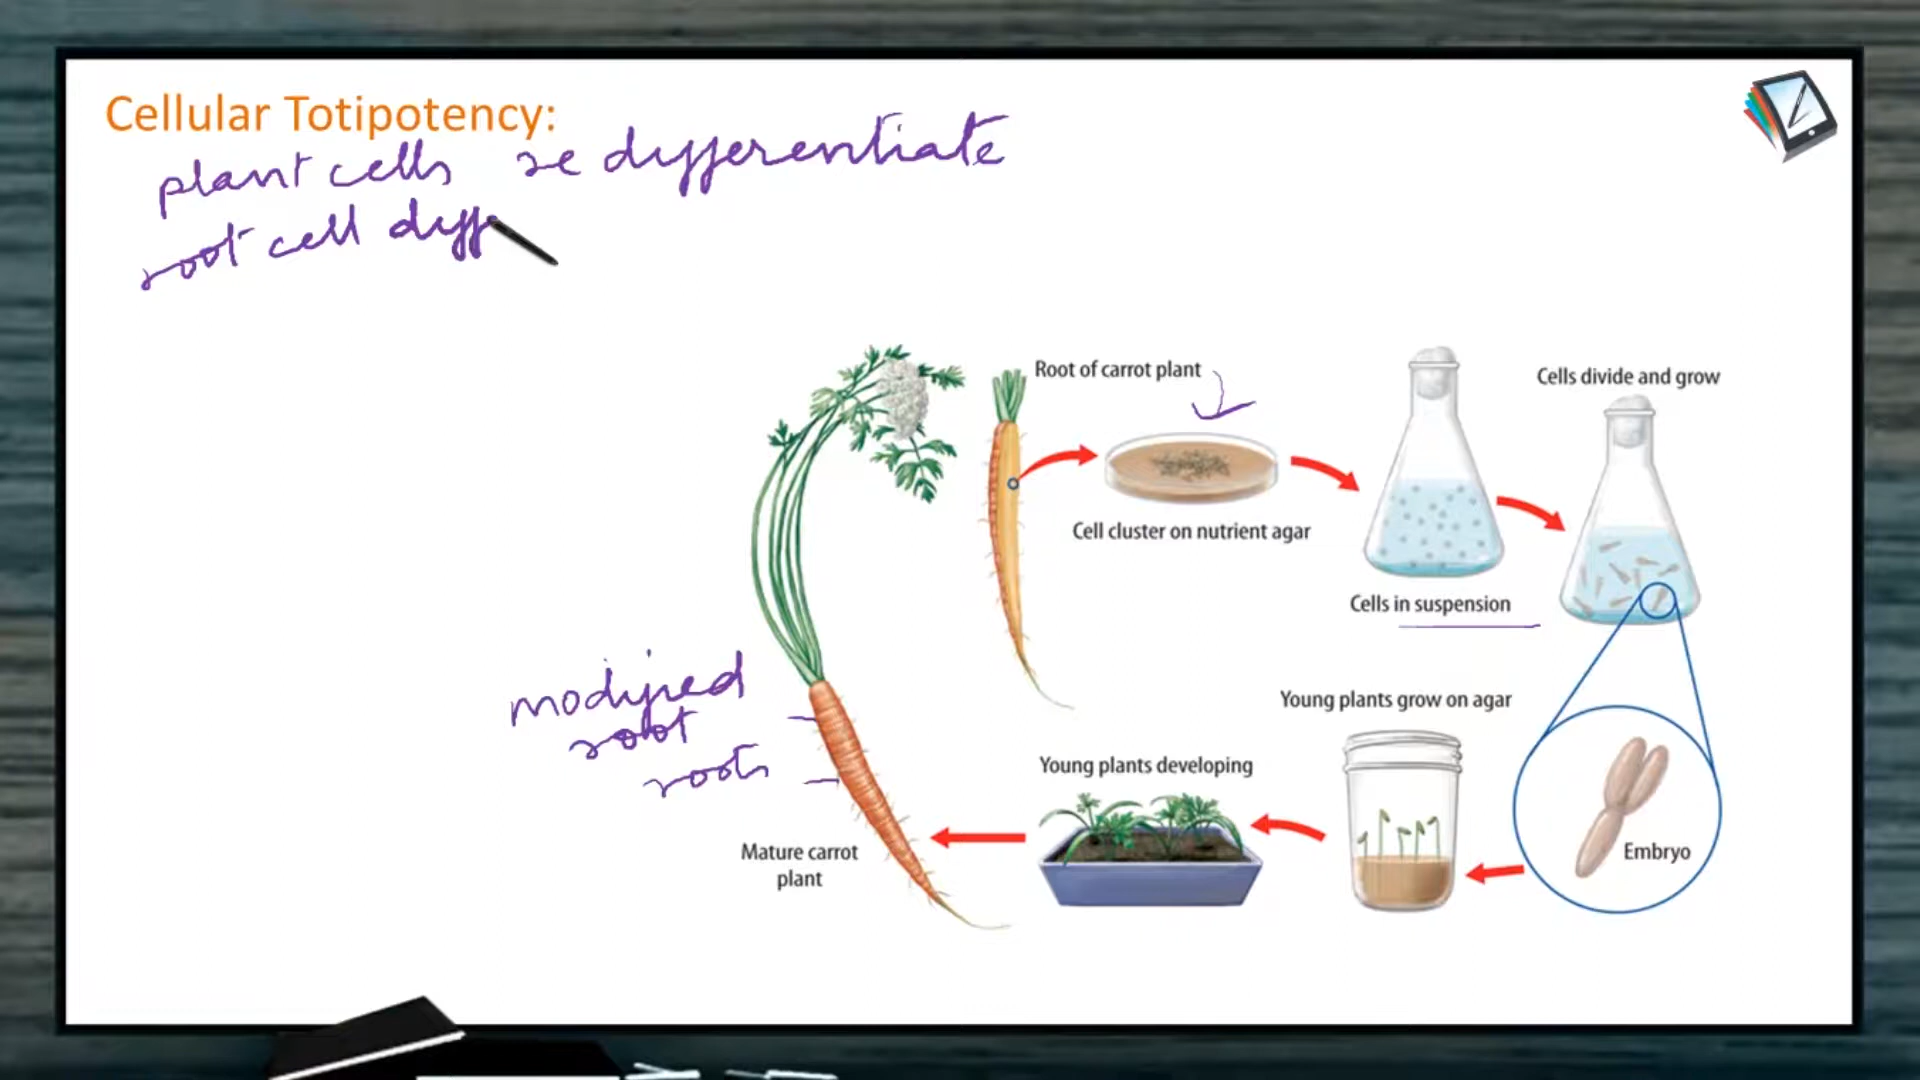 Cellular Totipotency:
plant cells re differentiate
root cell diff
Root of carrot plant
Cells divide and grow
Cell cluster on nutrient agar
Cells in suspension
modified
root
roots
Young plants grow on agar
Young plants developing
Mature carrot
plant
Embryo